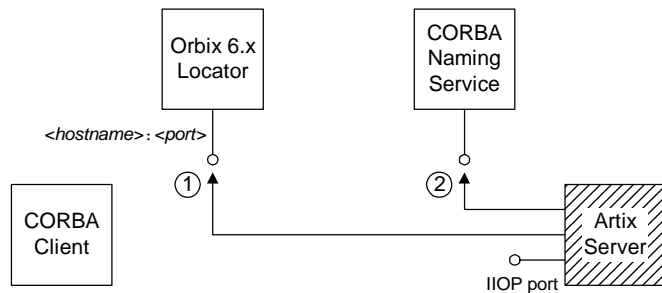 Orbix 6.x
Locator
CORBA
Naming
Service
<hostname>:<port>
1
2
CORBA
Client
Artix
Server
IIOP port